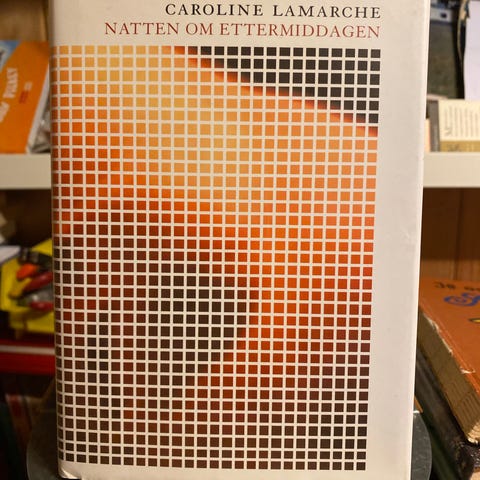 CAROLINE LAMARCHE
NATTEN OM ETTERMIDDAGEN